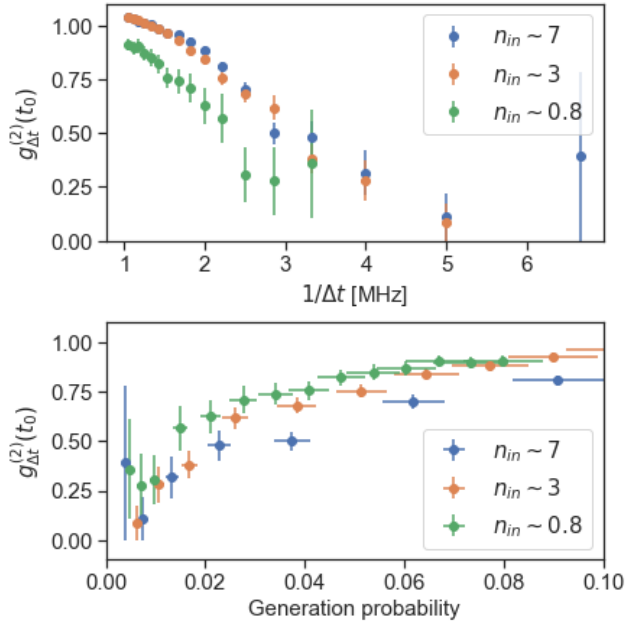 g^{(2)}_{Δt}(t_0)
1.00
0.75
0.50
0.25
0.00
n_{in} ~ 7
n_{in} ~ 3
n_{in} ~ 0.8
1 2 3 4 5 6
1/Δt [MHz]
g^{(2)}_{Δt}(t_0)
1.00
0.75
0.50
0.25
0.00
n_{in} ~ 7
n_{in} ~ 3
n_{in} ~ 0.8
0.00 0.02 0.04 0.06 0.08 0.10
Generation probability